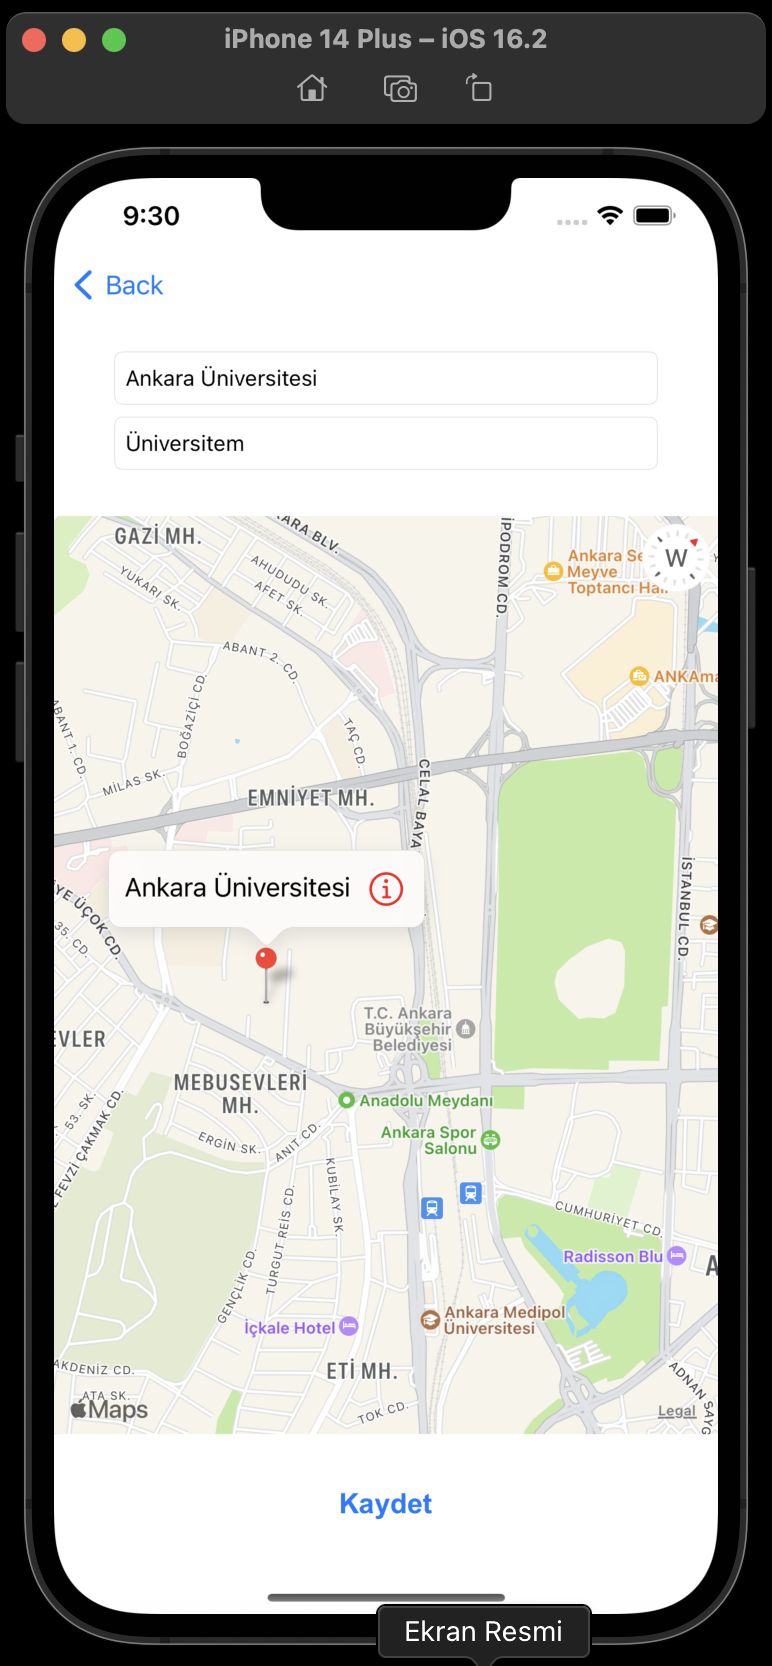 iPhone 14 Plus – iOS 16.2
9:30
Back
Ankara Üniversitesi
Üniversitem
GAZİ MH.
ARA BLV.
İPODROM CD.
Ankara Se
Meyve
Toptancı Hali
W
YUKARI SK.
AHUDUDU SK.
AFET SK.
ABANT 2. CD.
ANKAma
BOĞAZİÇİ CD.
ABANT 1. CD.
TAÇ CD.
MİLAS SK.
EMNİYET MH.
CELAL BAYA
İSTANBUL CD.
YE ÜÇOK CD.
Ankara Üniversitesi
35. CD.
T.C. Ankara
Büyükşehir
Belediyesi
EVLER
MEBUSEVLERİ
MH.
Anadolu Meydanı
53. SK.
FEVZİ ÇAKMAK CD.
ERGİN SK.
ANIT CD.
Ankara Spor
Salonu
KUBİLAY SK.
TURGUT REİS CD.
CUMHURİYET CD.
GENÇLİK CD.
Radisson Blu
A
İçkale Hotel
Ankara Medipol
Üniversitesi
AKDENİZ CD.
ETİ MH.
ADNAN SAYG
ATA SK.
Maps
TOK CD.
Legal
Kaydet
Ekran Resmi